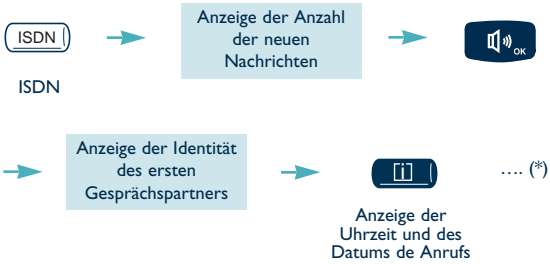 ISDN
Anzeige der Anzahl
der neuen
Nachrichten
OK
ISDN
Anzeige der Identität
des ersten
Gesprächspartners
i
…. (*)
Anzeige der
Uhrzeit und des
Datums de Anrufs